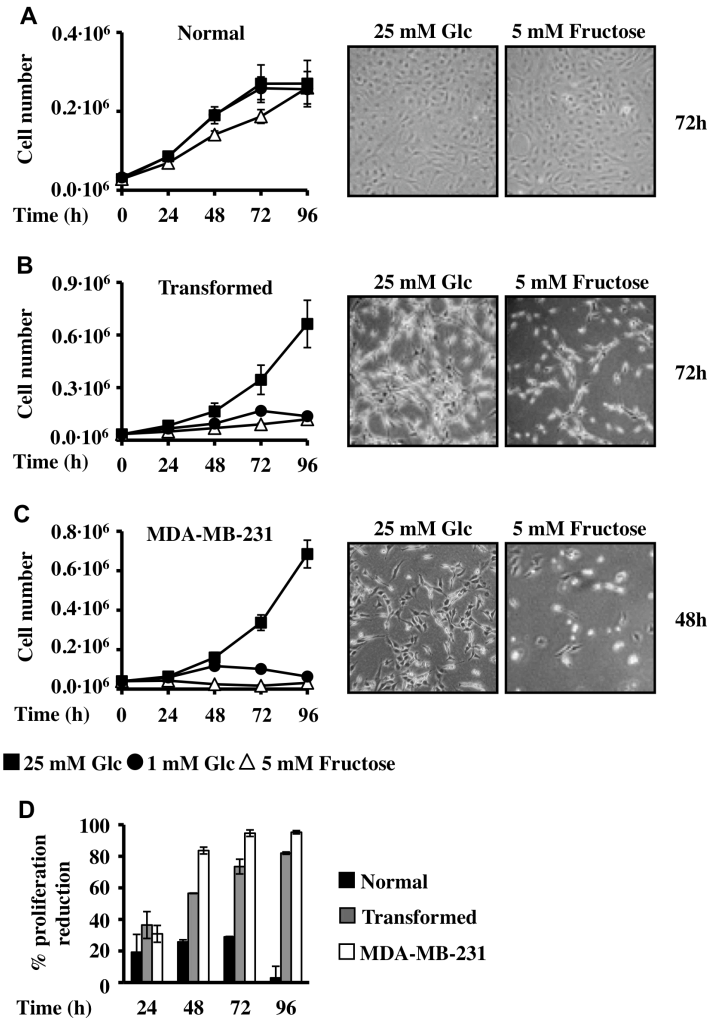 A
Normal
25 mM Glc 5 mM Fructose
Cell number
0.4·10⁶
0.2·10⁶
0.0·10⁶
Time (h) 0 24 48 72 96
72h
B
Transformed
25 mM Glc 5 mM Fructose
Cell number
0.9·10⁶
0.6·10⁶
0.3·10⁶
0.0·10⁶
Time (h) 0 24 48 72 96
72h
C
MDA-MB-231
25 mM Glc 5 mM Fructose
Cell number
0.8·10⁶
0.6·10⁶
0.4·10⁶
0.2·10⁶
0.0·10⁶
Time (h) 0 24 48 72 96
48h
25 mM Glc 1 mM Glc 5 mM Fructose
D
% proliferation
reduction
100
80
60
40
20
0
Time (h) 24 48 72 96
Normal
Transformed
MDA-MB-231